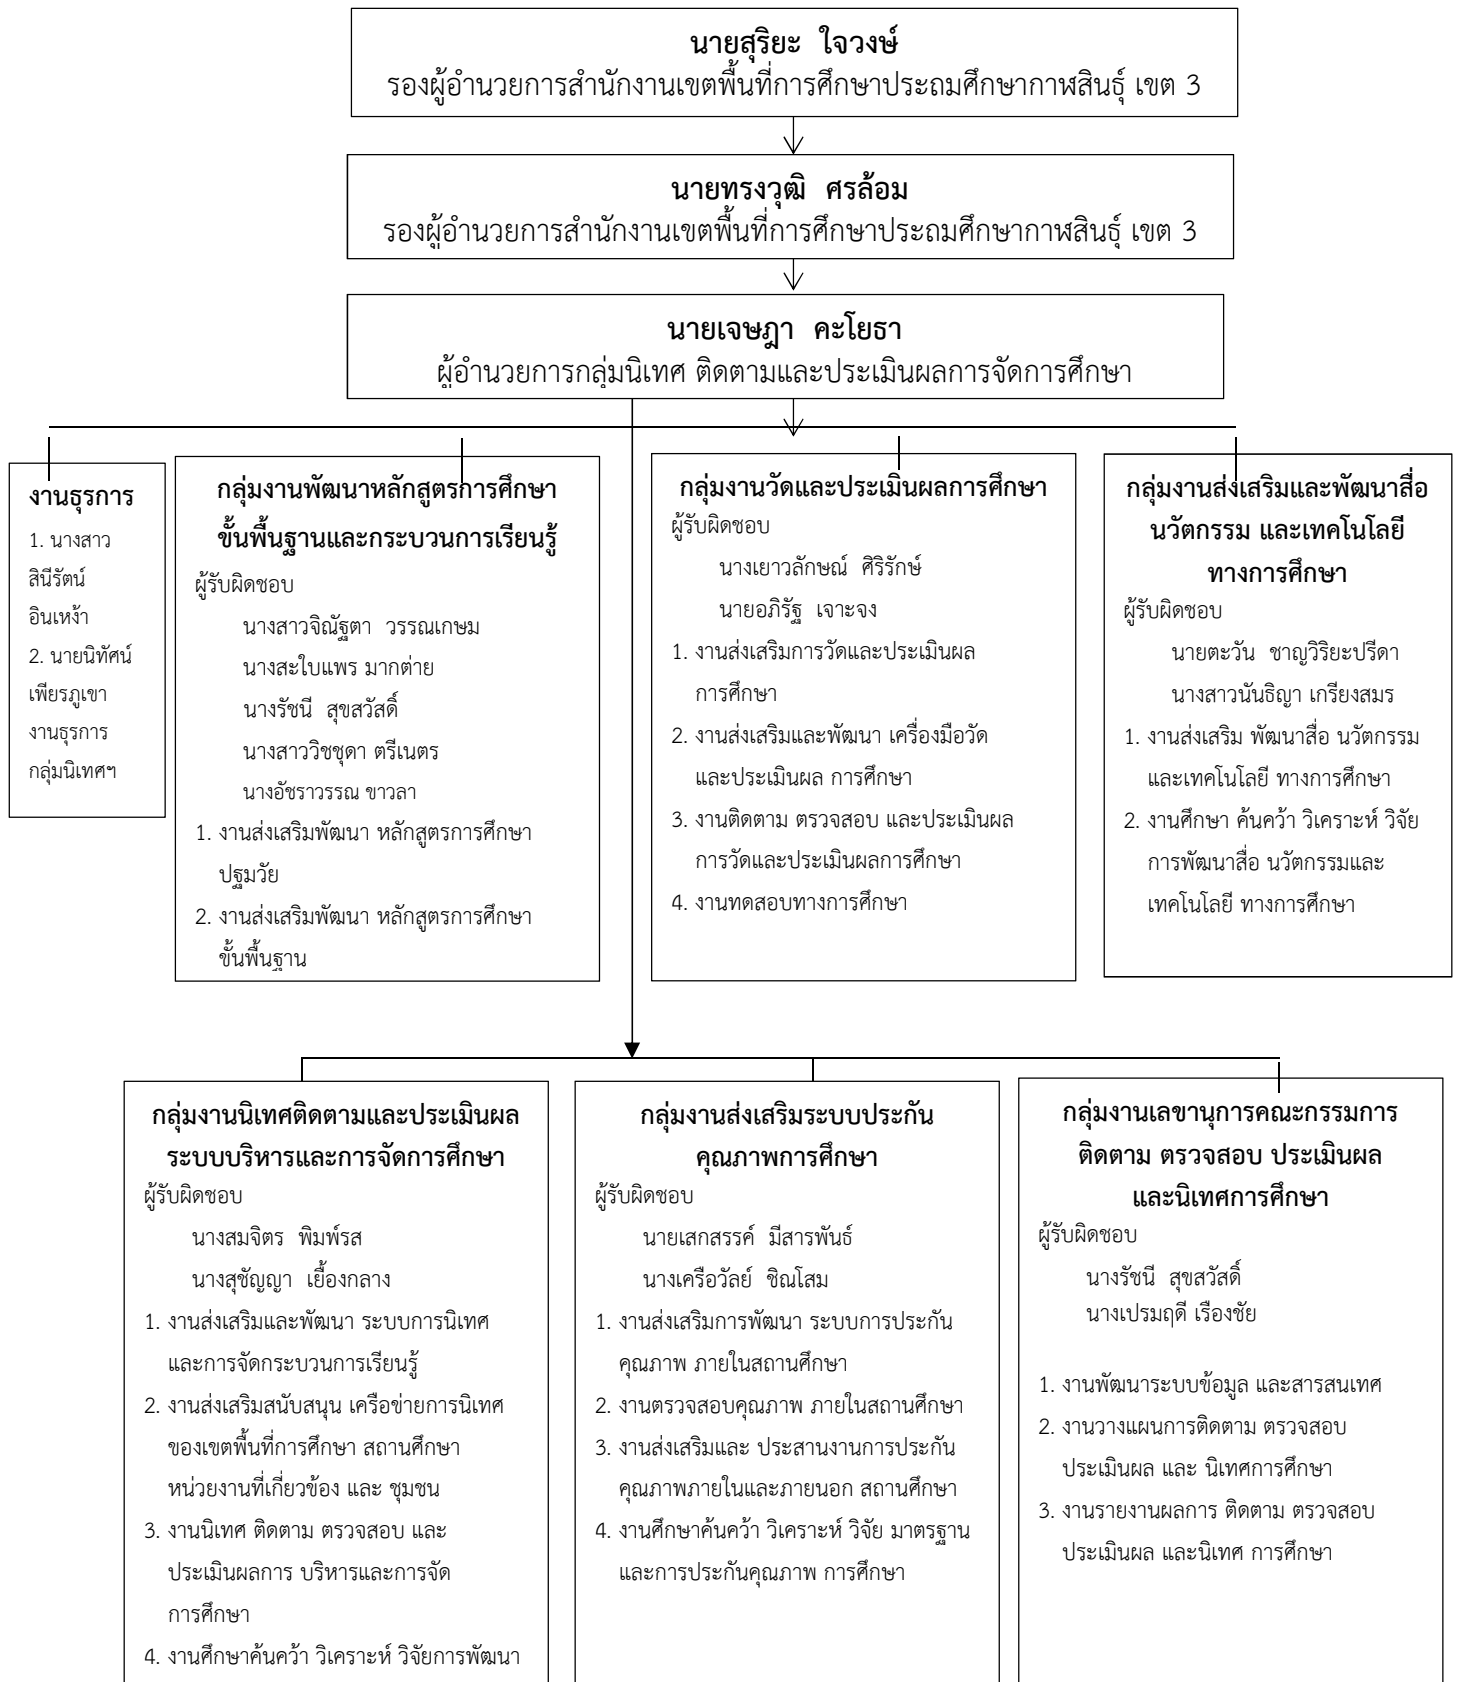 นายสุริยะ  ใจวงษ์
รองผู้อำนวยการสำนักงานเขตพื้นที่การศึกษาประถมศึกษากาฬสินธุ์ เขต 3
นายทรงวุฒิ  ศรล้อม
รองผู้อำนวยการสำนักงานเขตพื้นที่การศึกษาประถมศึกษากาฬสินธุ์ เขต 3
นายเจษฎา  คะโยธา
ผู้อำนวยการกลุ่มนิเทศ ติดตามและประเมินผลการจัดการศึกษา
งานธุรการ
1. นางสาว
สินีรัตน์
อินเหง้า
2. นายนิทัศน์
เพียรภูเขา
งานธุรการ
กลุ่มนิเทศฯ
กลุ่มงานพัฒนาหลักสูตรการศึกษา
ขั้นพื้นฐานและกระบวนการเรียนรู้
ผู้รับผิดชอบ
นางสาวจิณัฐตา  วรรณเกษม
นางสะใบแพร มากต่าย
นางรัชนี  สุขสวัสดิ์
นางสาววิชชุดา ตรีเนตร
นางอัชราวรรณ ขาวลา
1. งานส่งเสริมพัฒนา หลักสูตรการศึกษา
ปฐมวัย
2. งานส่งเสริมพัฒนา หลักสูตรการศึกษา
ขั้นพื้นฐาน
กลุ่มงานวัดและประเมินผลการศึกษา
ผู้รับผิดชอบ
นางเยาวลักษณ์  ศิริรักษ์
นายอภิรัฐ  เจาะจง
1. งานส่งเสริมการวัดและประเมินผล
การศึกษา
2. งานส่งเสริมและพัฒนา เครื่องมือวัด
และประเมินผล การศึกษา
3. งานติดตาม ตรวจสอบ และประเมินผล
การวัดและประเมินผลการศึกษา
4. งานทดสอบทางการศึกษา
กลุ่มงานส่งเสริมและพัฒนาสื่อ
นวัตกรรม และเทคโนโลยี
ทางการศึกษา
ผู้รับผิดชอบ
นายตะวัน  ชาญวิริยะปรีดา
นางสาวนันธิญา เกรียงสมร
1. งานส่งเสริม พัฒนาสื่อ นวัตกรรม
และเทคโนโลยี ทางการศึกษา
2. งานศึกษา ค้นคว้า วิเคราะห์ วิจัย
การพัฒนาสื่อ นวัตกรรมและ
เทคโนโลยี ทางการศึกษา
กลุ่มงานนิเทศติดตามและประเมินผล
ระบบบริหารและการจัดการศึกษา
ผู้รับผิดชอบ
นางสมจิตร  พิมพ์รส
นางสุชัญญา  เยื้องกลาง
1. งานส่งเสริมและพัฒนา ระบบการนิเทศ
และการจัดกระบวนการเรียนรู้
2. งานส่งเสริมสนับสนุน เครือข่ายการนิเทศ
ของเขตพื้นที่การศึกษา สถานศึกษา
หน่วยงานที่เกี่ยวข้อง และ ชุมชน
3. งานนิเทศ ติดตาม ตรวจสอบ และ
ประเมินผลการ บริหารและการจัด
การศึกษา
4. งานศึกษาค้นคว้า วิเคราะห์ วิจัยการพัฒนา
กลุ่มงานส่งเสริมระบบประกัน
คุณภาพการศึกษา
ผู้รับผิดชอบ
นายเสกสรรค์  มีสารพันธ์
นางเครือวัลย์  ชิณโสม
1. งานส่งเสริมการพัฒนา ระบบการประกัน
คุณภาพ ภายในสถานศึกษา
2. งานตรวจสอบคุณภาพ ภายในสถานศึกษา
3. งานส่งเสริมและ ประสานงานการประกัน
คุณภาพภายในและภายนอก สถานศึกษา
4. งานศึกษาค้นคว้า วิเคราะห์ วิจัย มาตรฐาน
และการประกันคุณภาพ การศึกษา
กลุ่มงานเลขานุการคณะกรรมการ
ติดตาม ตรวจสอบ ประเมินผล
และนิเทศการศึกษา
ผู้รับผิดชอบ
นางรัชนี  สุขสวัสดิ์
นางเปรมฤดี เรืองชัย
1. งานพัฒนาระบบข้อมูล และสารสนเทศ
2. งานวางแผนการติดตาม ตรวจสอบ
ประเมินผล และ นิเทศการศึกษา
3. งานรายงานผลการ ติดตาม ตรวจสอบ
ประเมินผล และนิเทศ การศึกษา